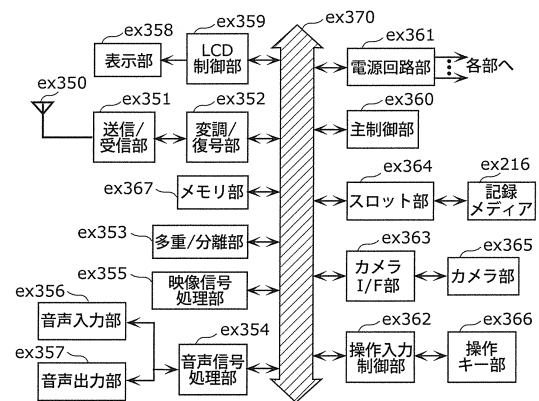 ex358
ex359
ex370
ex361
表示部
LCD
制御部
電源回路部
各部へ
ex350
ex351
ex352
ex360
送信/
受信部
変調/
復号部
主制御部
ex364
ex216
ex367
メモリ部
スロット部
記録
メディア
ex353
多重/分離部
ex363
ex365
ex355
映像信号
処理部
カメラ
I/F部
カメラ部
ex356
音声入力部
ex354
ex362
ex366
ex357
音声出力部
音声信号
処理部
操作入力
制御部
操作
キー部